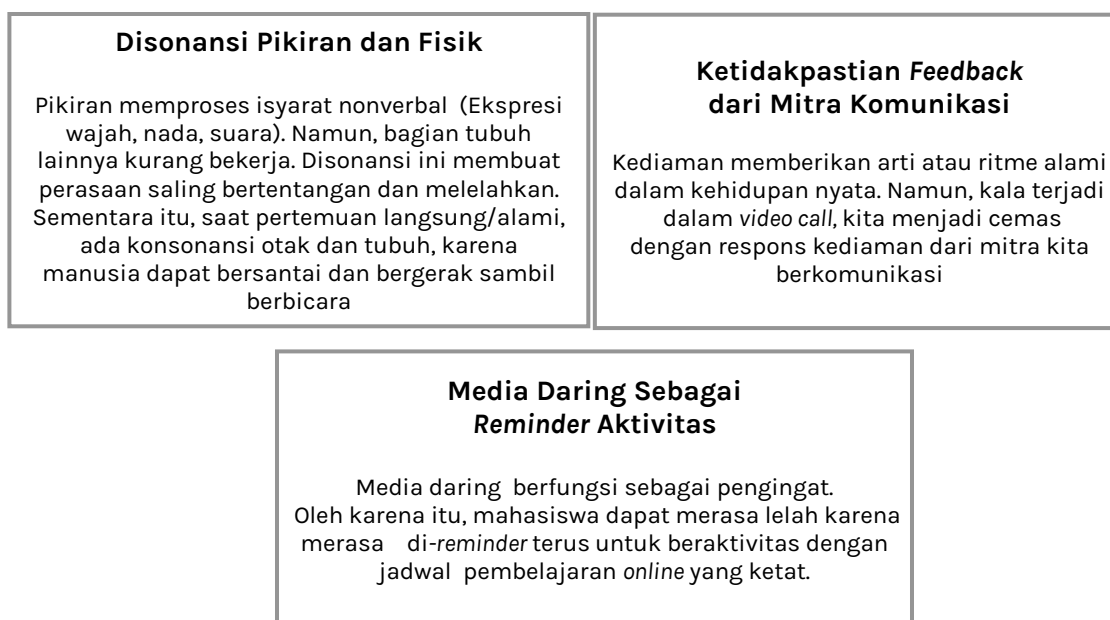 Disonansi Pikiran dan Fisik
Pikiran memproses isyarat nonverbal (Ekspresi
wajah, nada, suara). Namun, bagian tubuh
lainnya kurang bekerja. Disonansi ini membuat
perasaan saling bertentangan dan melelahkan.
Sementara itu, saat pertemuan langsung/alami,
ada konsonansi otak dan tubuh, karena
manusia dapat bersantai dan bergerak sambil
berbicara
Ketidakpastian Feedback
dari Mitra Komunikasi
Kediaman memberikan arti atau ritme alami
dalam kehidupan nyata. Namun, kala terjadi
dalam video call, kita menjadi cemas
dengan respons kediaman dari mitra kita
berkomunikasi
Media Daring Sebagai
Reminder Aktivitas
Media daring berfungsi sebagai pengingat.
Oleh karena itu, mahasiswa dapat merasa lelah karena
merasa di-reminder terus untuk beraktivitas dengan
jadwal pembelajaran online yang ketat.